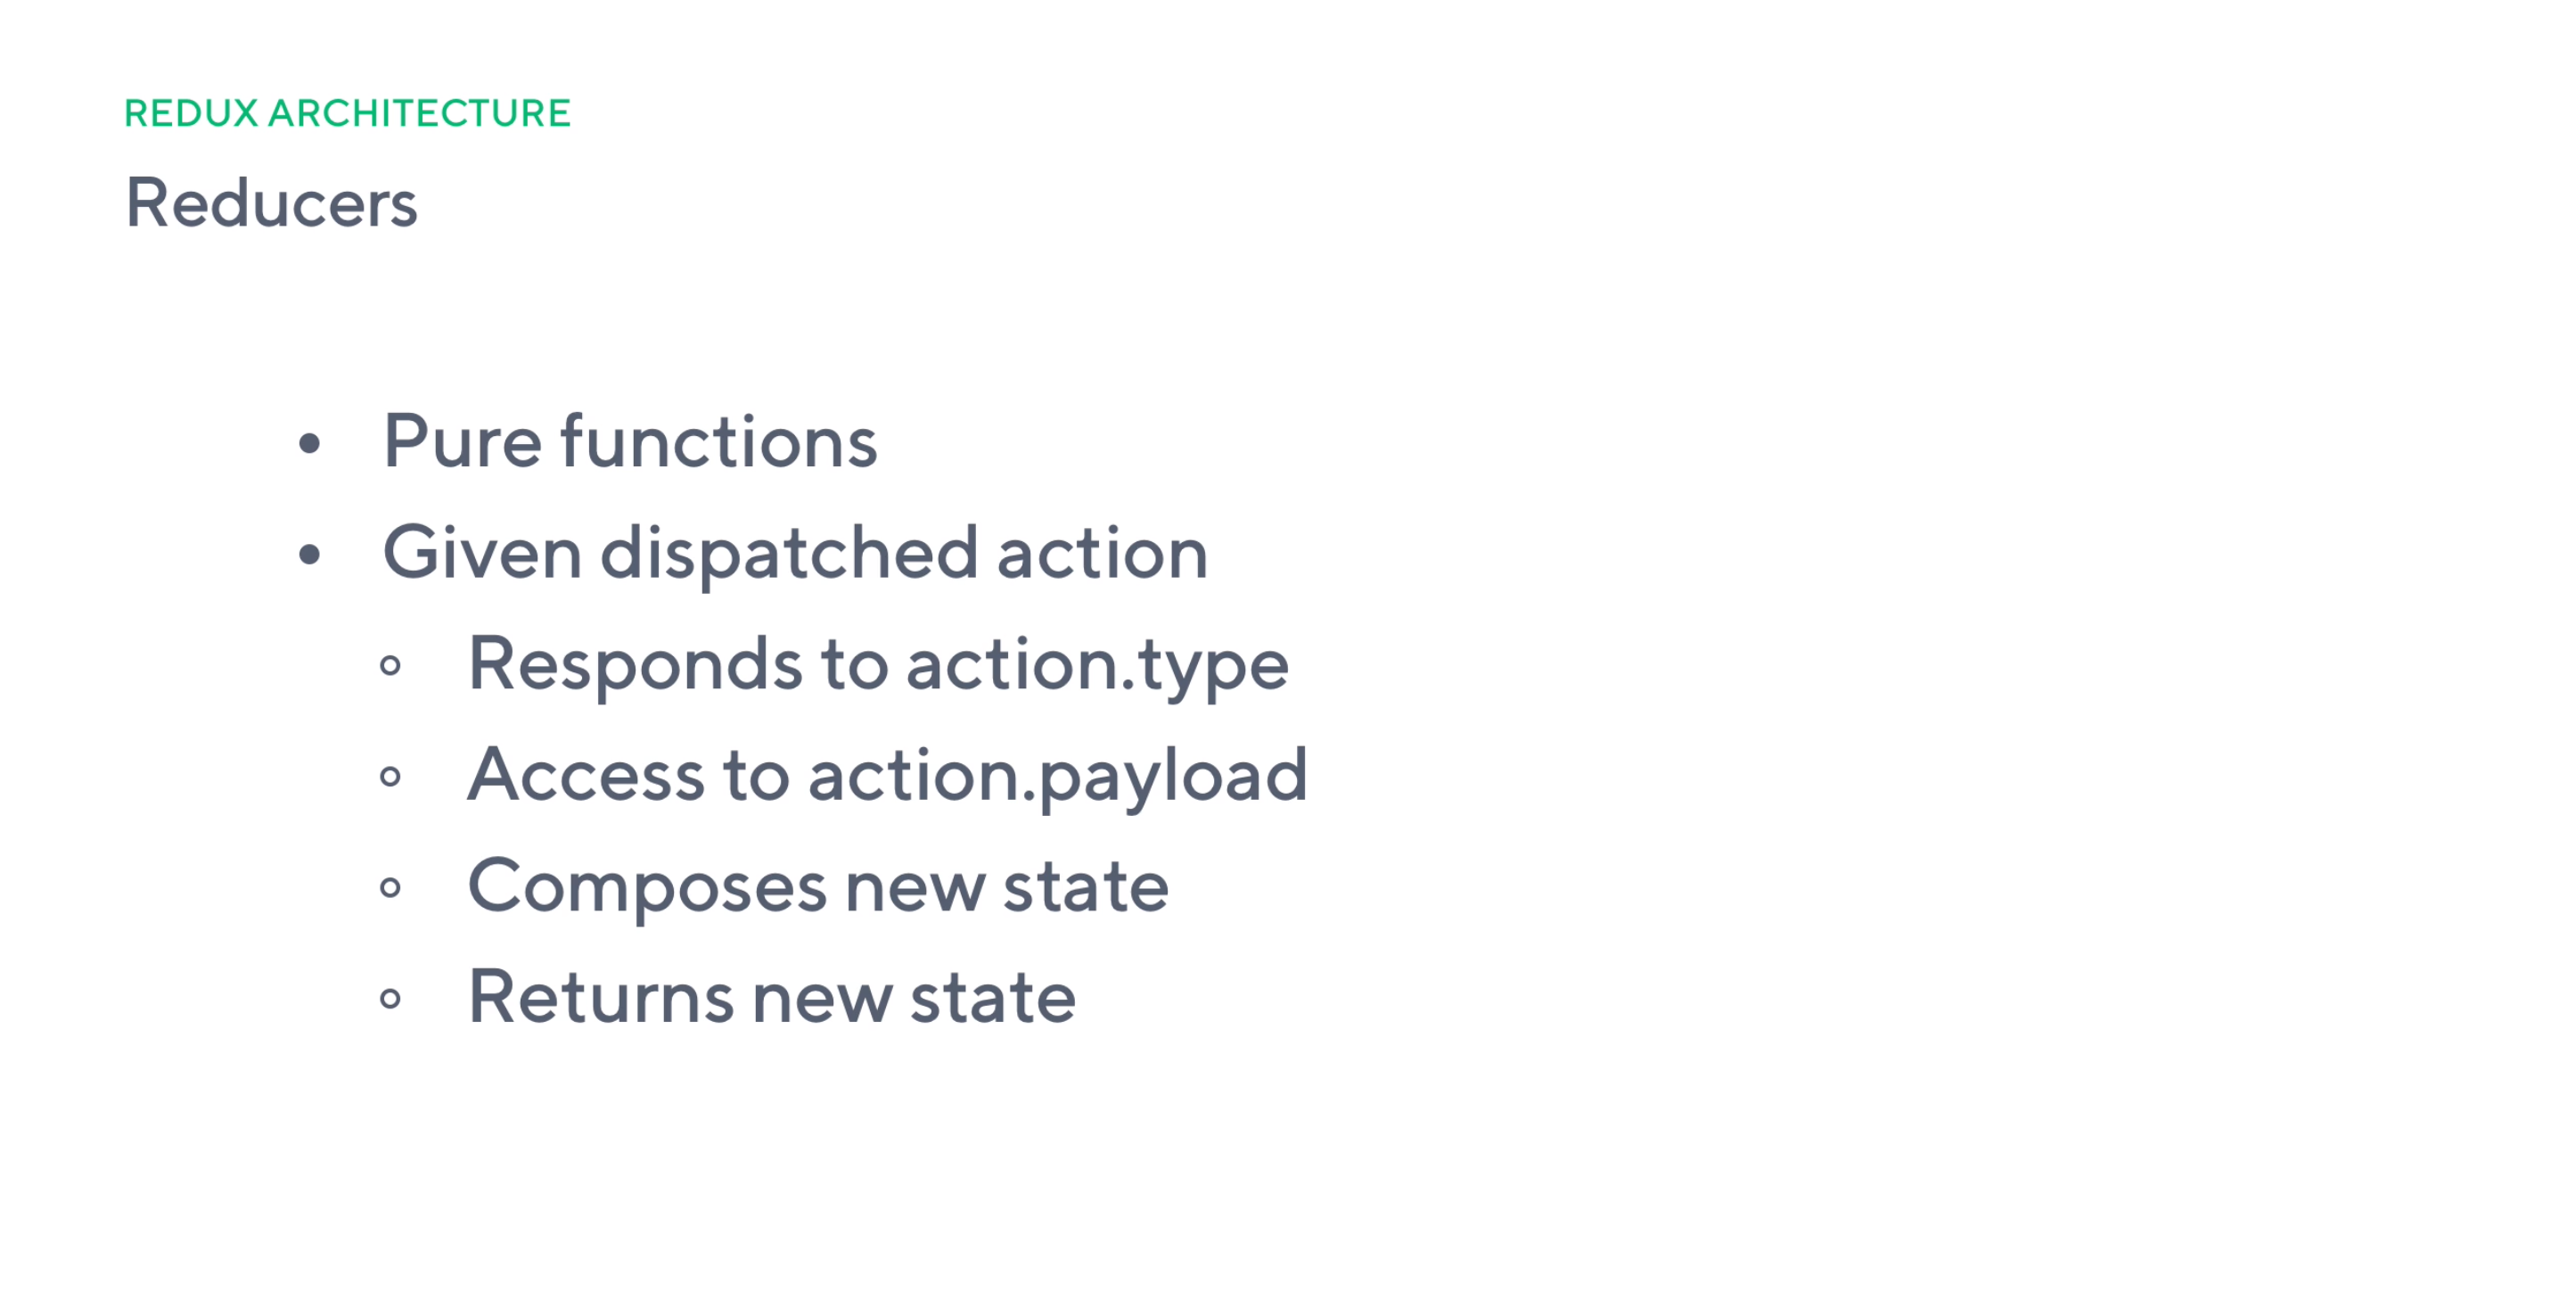 REDUX ARCHITECTURE
Reducers
• Pure functions
• Given dispatched action
◦ Responds to action.type
◦ Access to action.payload
◦ Composes new state
◦ Returns new state